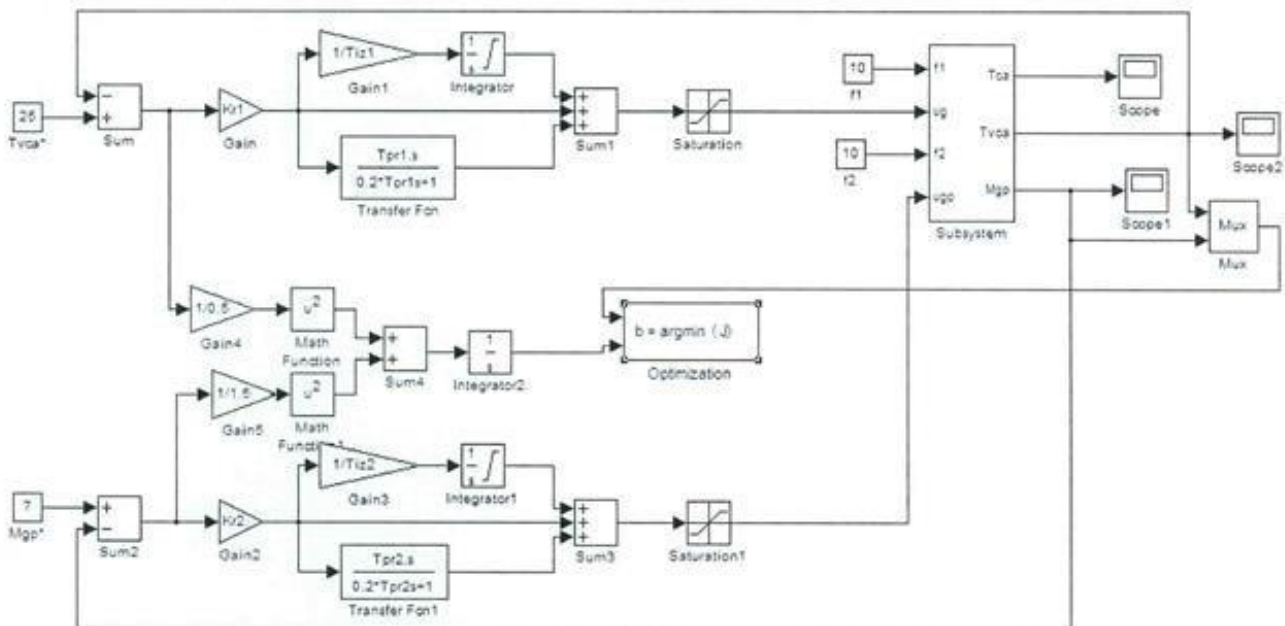 1/Tiz1
1
s
Gain1
Integrator
25
Tvca*
−
+
Sum
Kr1
Gain
Tpr1.s
0.2*Tpr1s+1
Transfer Fcn
+
+
+
Sum1
Saturation
10
f1
10
f2
f1
ug
f2
ugp
Tca
Tvca
Mgp
Subsystem
Scope
Scope2
Scope1
Mux
Mux
1/0.5
Gain4
u²
Math
Function
+
+
Sum4
1
s
Integrator2
b = argmin (J)
Optimization
1/1.5
Gain5
u²
Math
Function1
7
Mgp*
+
−
Sum2
Kr2
Gain2
1/Tiz2
Gain3
1
s
Integrator1
Tpr2.s
0.2*Tpr2s+1
Transfer Fcn1
+
+
+
Sum3
Saturation1